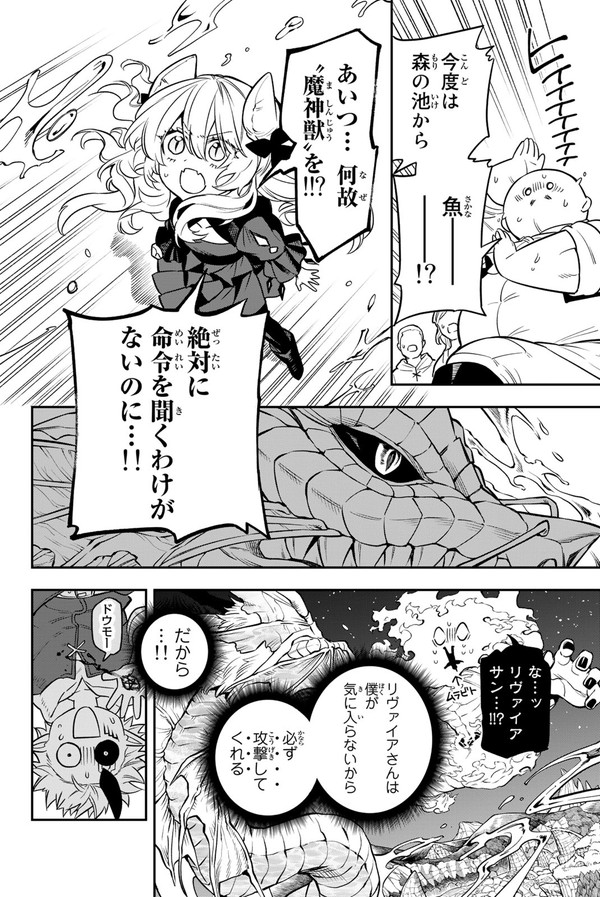 今度は
森の池から
魚
!?
あいつ…何故
〝魔神獣〟を!!?
絶対に
命令を聞くわけが
ないのに…!!
な…ッ
リヴァイア
サン…!!?
ムラビト
リヴァイアさんは
僕が
気に入らないから
必ず
攻撃して
くれる
だから
…!!
ドウモー